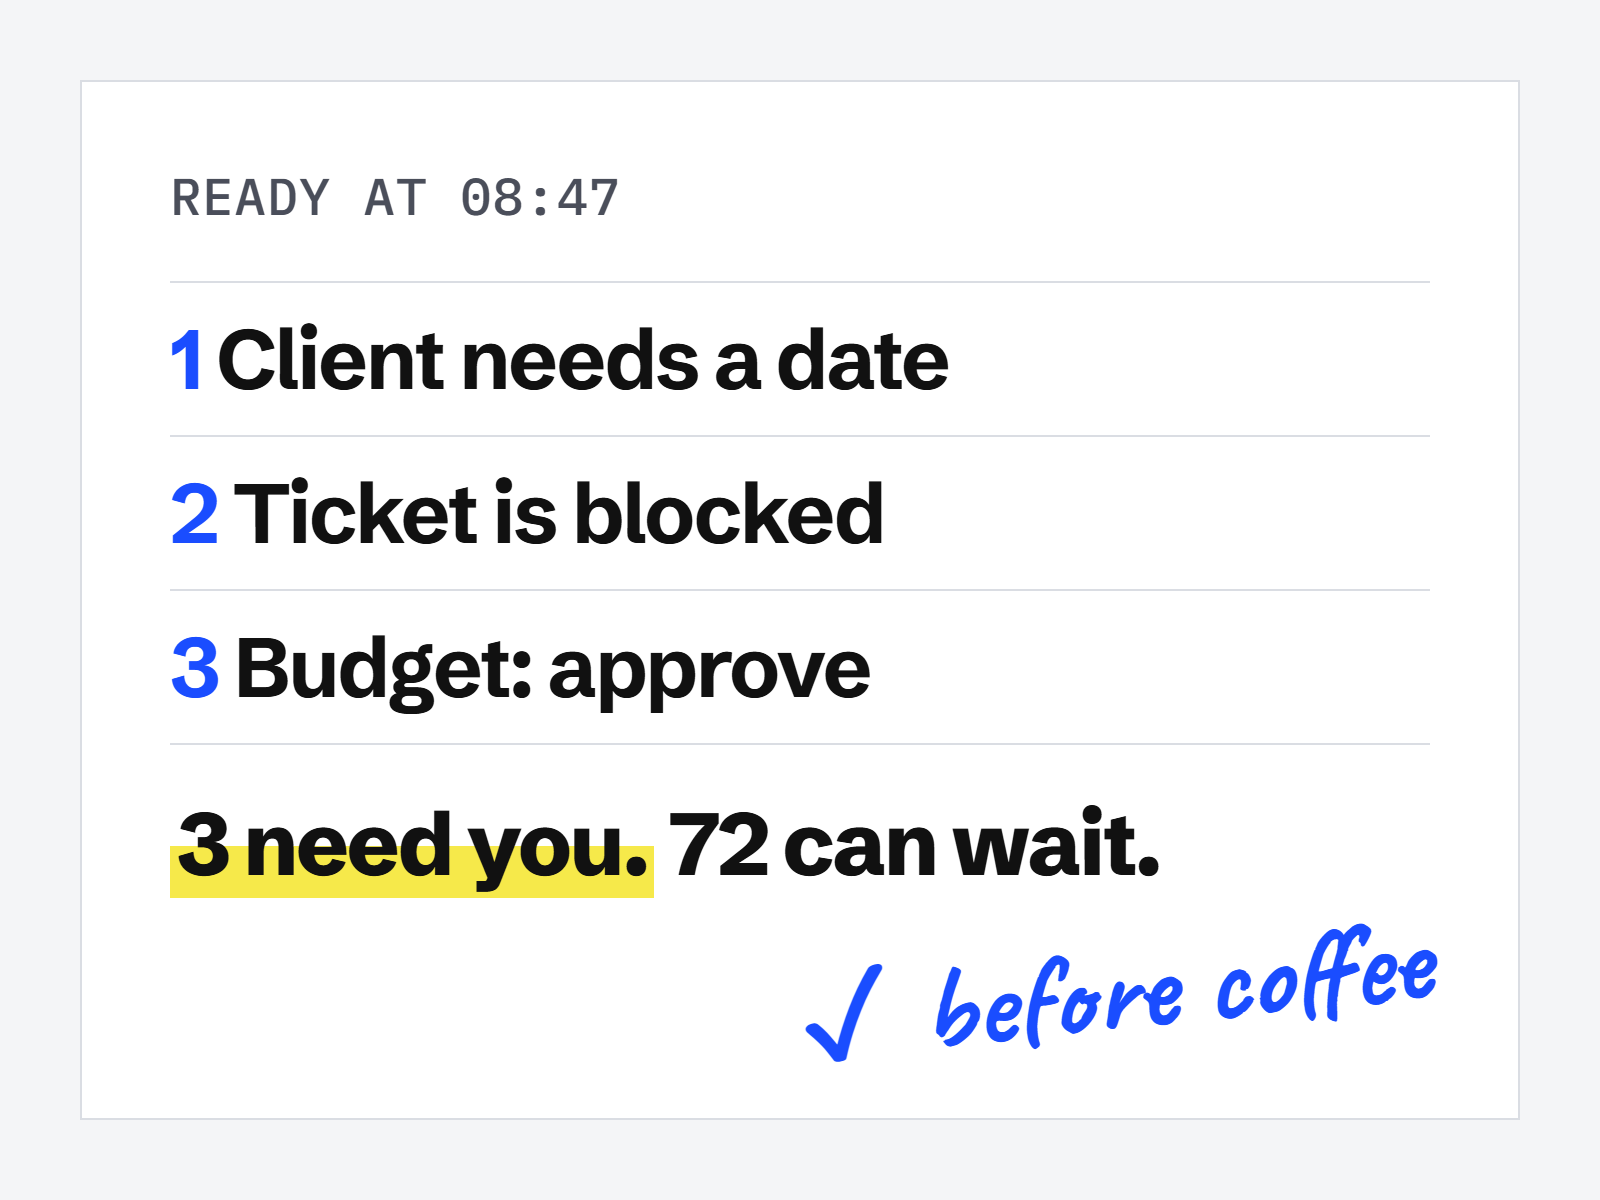 READY AT 08:47
1 Client needs a date
2 Ticket is blocked
3 Budget: approve
3 need you. 72 can wait.
✓ before coffee